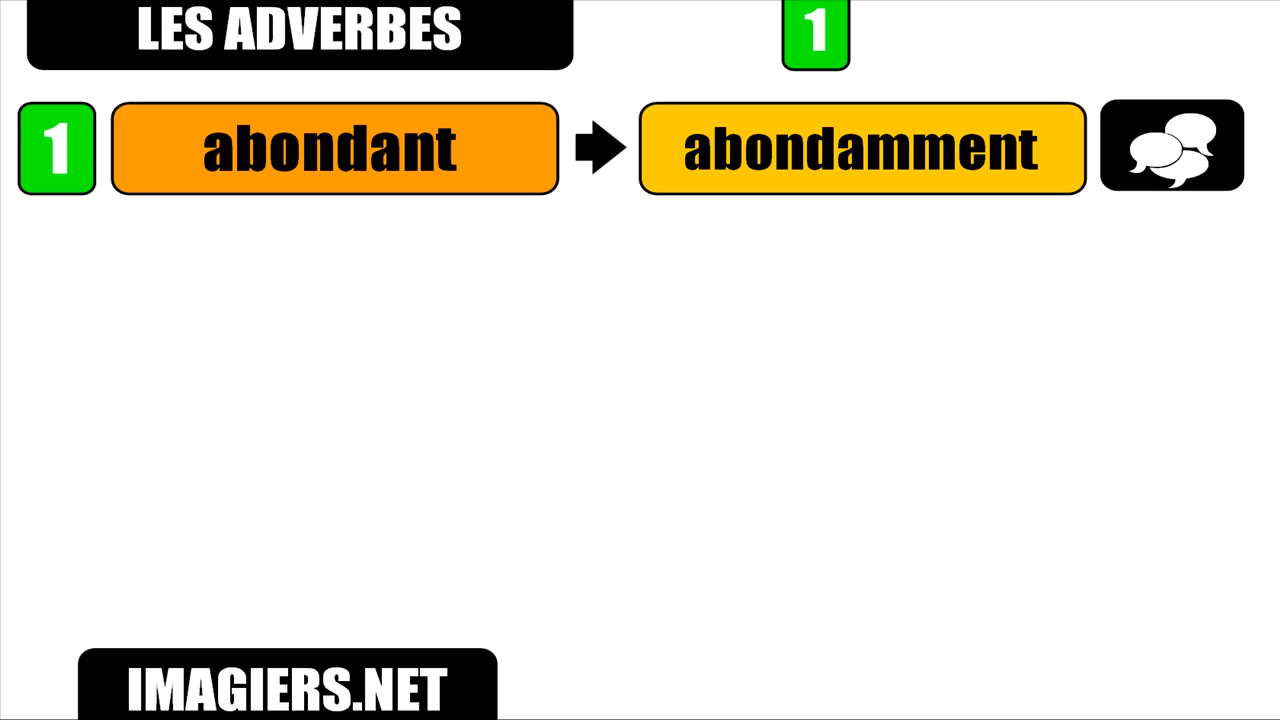 LES ADVERBES
1
1
abondant
abondamment
IMAGIERS.NET